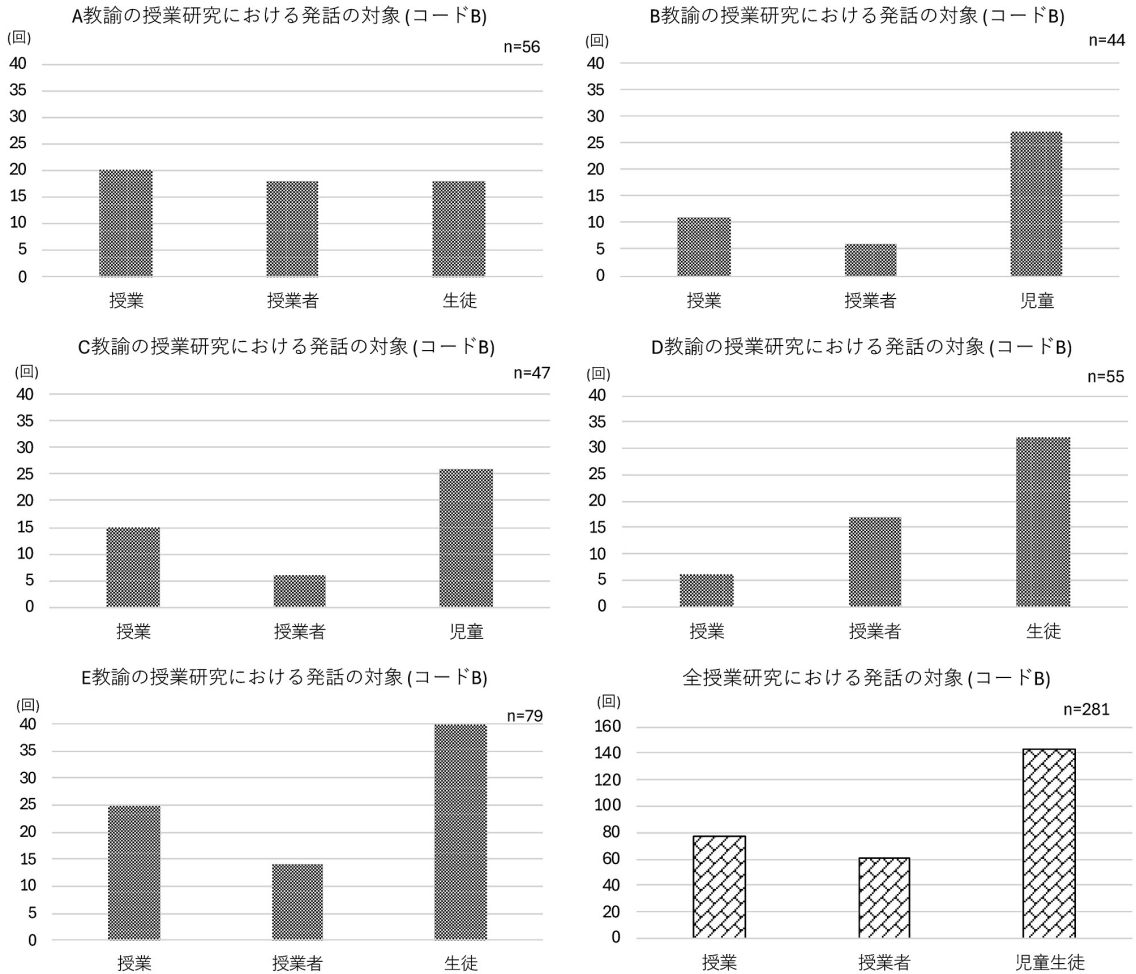 A教諭の授業研究における発話の対象 (コードB)
(回)
n=56
40
35
30
25
20
15
10
5
0
授業 授業者 生徒
B教諭の授業研究における発話の対象 (コードB)
(回)
n=44
40
35
30
25
20
15
10
5
0
授業 授業者 児童
C教諭の授業研究における発話の対象 (コードB)
(回)
n=47
40
35
30
25
20
15
10
5
0
授業 授業者 児童
D教諭の授業研究における発話の対象 (コードB)
(回)
n=55
40
35
30
25
20
15
10
5
0
授業 授業者 生徒
E教諭の授業研究における発話の対象 (コードB)
(回)
n=79
40
35
30
25
20
15
10
5
0
授業 授業者 生徒
全授業研究における発話の対象 (コードB)
(回)
n=281
160
140
120
100
80
60
40
20
0
授業 授業者 児童生徒